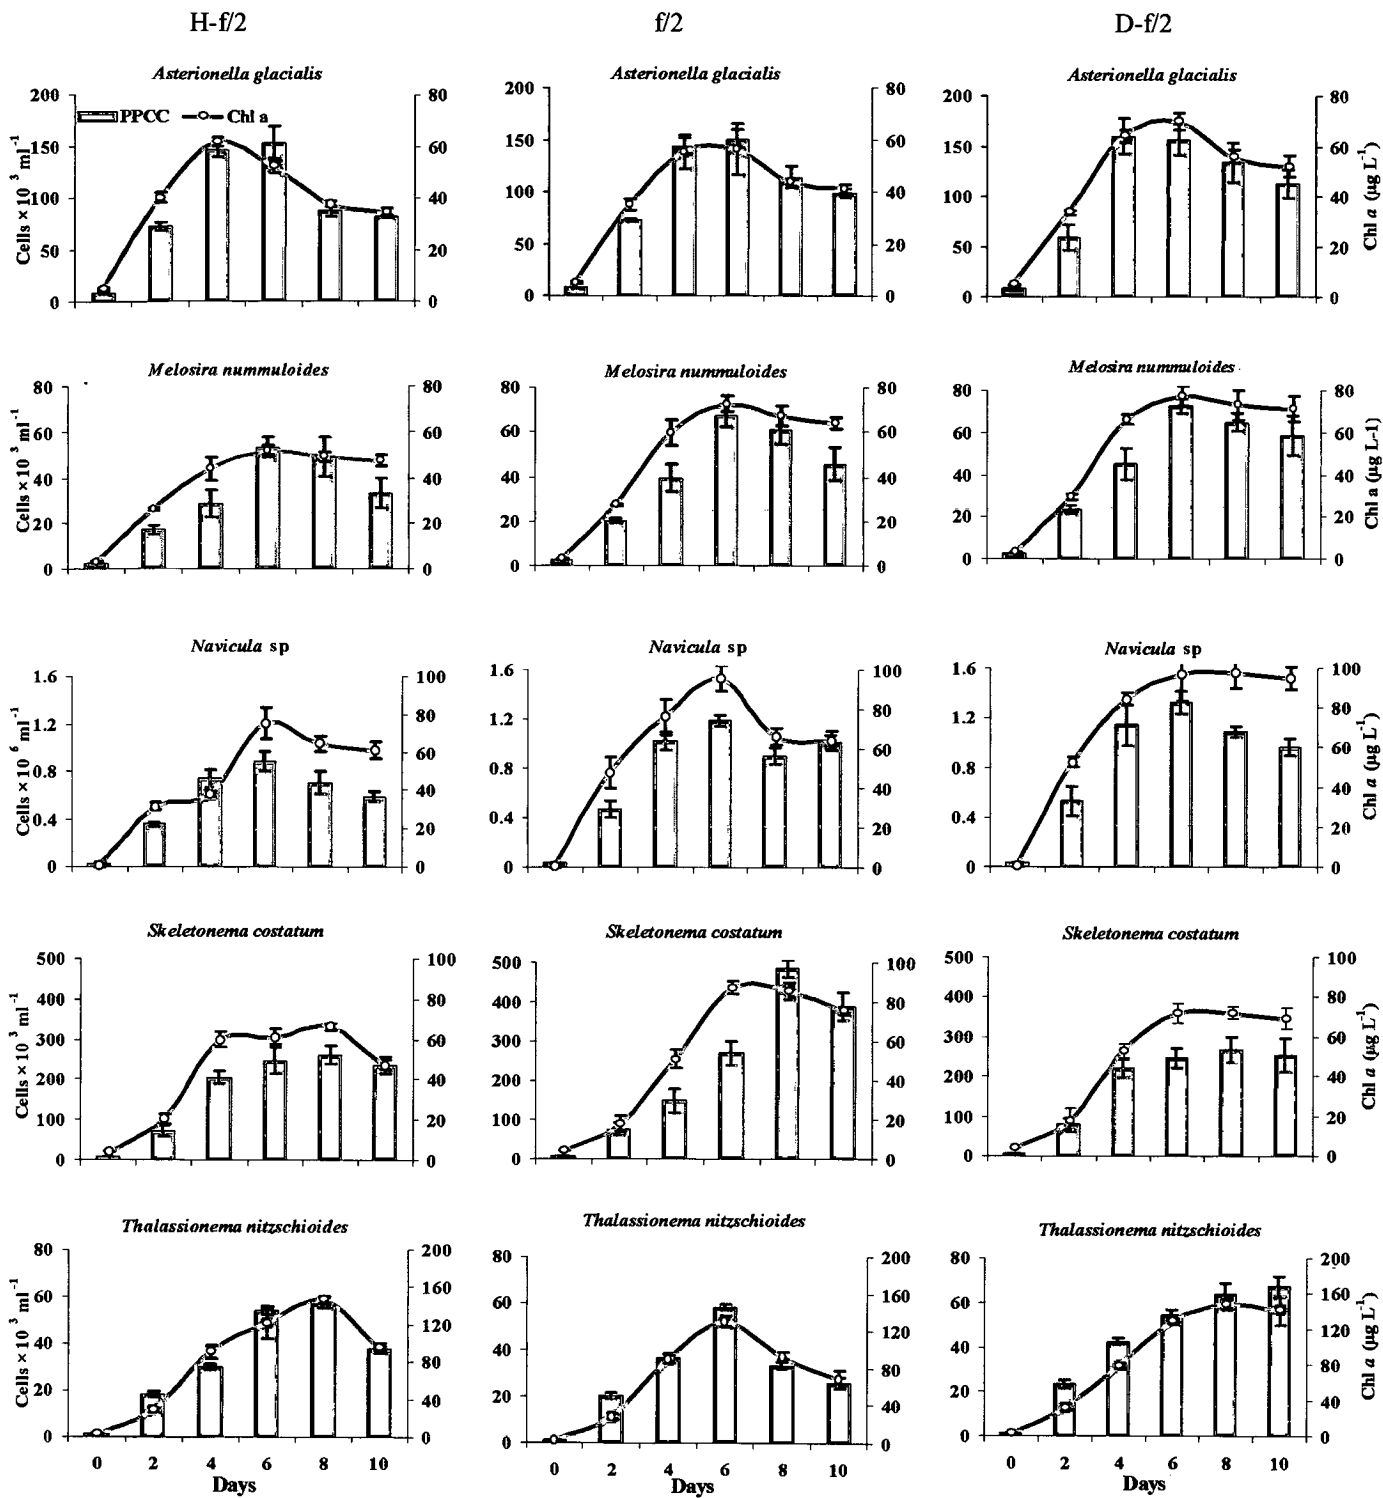 H-f/2 f/2 D-f/2
Asterionella glacialis Asterionella glacialis Asterionella glacialis
PPCC Chl a
Cells × 10 3 ml-1
200 150 100 50 0
80 60 40 20 0
200 150 100 50 0
80 60 40 20 0
200 150 100 50 0
80 60 40 20 0
Chl a (µg L-1)
Melosira nummuloides Melosira nummuloides Melosira nummuloides
Cells × 10 3 ml-1
80 60 40 20 0
80 60 40 20 0
80 60 40 20 0
80 60 40 20 0
80 60 40 20 0
80 60 40 20 0
Chl a (µg L-1)
Navicula sp Navicula sp Navicula sp
Cells × 10 6 ml-1
1.6 1.2 0.8 0.4 0
100 80 60 40 20 0
1.6 1.2 0.8 0.4 0
100 80 60 40 20 0
1.6 1.2 0.8 0.4 0
100 80 60 40 20 0
Chl a (µg L-1)
Skeletonema costatum Skeletonema costatum Skeletonema costatum
Cells × 10 3 ml-1
500 400 300 200 100 0
100 80 60 40 20 0
500 400 300 200 100 0
100 80 60 40 20 0
500 400 300 200 100 0
100 80 60 40 20 0
Chl a (µg L-1)
Thalassionema nitzschioides Thalassionema nitzschioides Thalassionema nitzschioides
Cells × 10 3 ml-1
80 60 40 20 0
200 160 120 80 40 0
80 60 40 20 0
200 160 120 80 40 0
80 60 40 20 0
200 160 120 80 40 0
Chl a (µg L-1)
0 2 4 6 8 10 0 2 4 6 8 10 0 2 4 6 8 10
Days Days Days